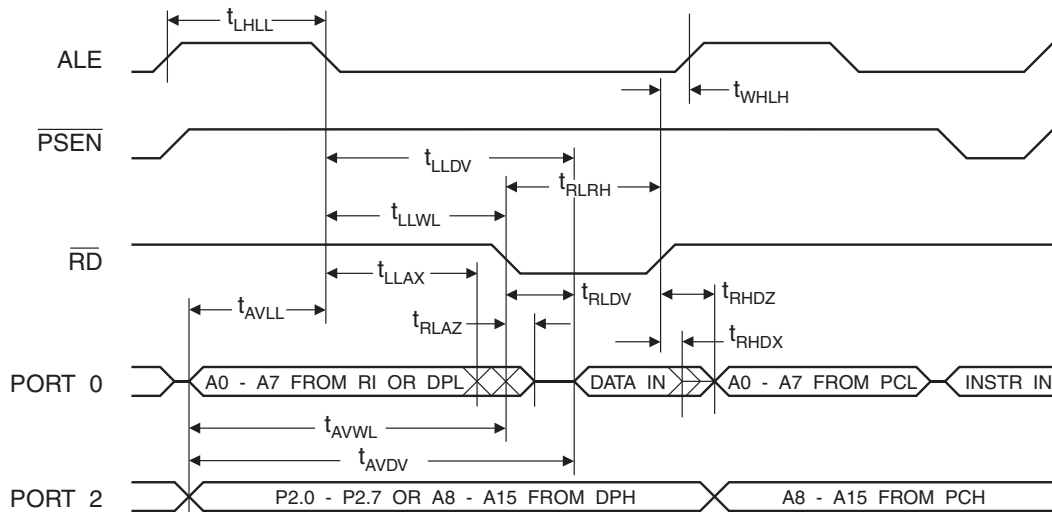 tLHLL
ALE
tWHLH
PSEN
tLLDV
tRLRH
tLLWL
RD
tLLAX
tRLDV
tRHDZ
tAVLL
tRLAZ
tRHDX
PORT 0
A0 - A7 FROM RI OR DPL
DATA IN
A0 - A7 FROM PCL
INSTR IN
tAVWL
tAVDV
PORT 2
P2.0 - P2.7 OR A8 - A15 FROM DPH
A8 - A15 FROM PCH